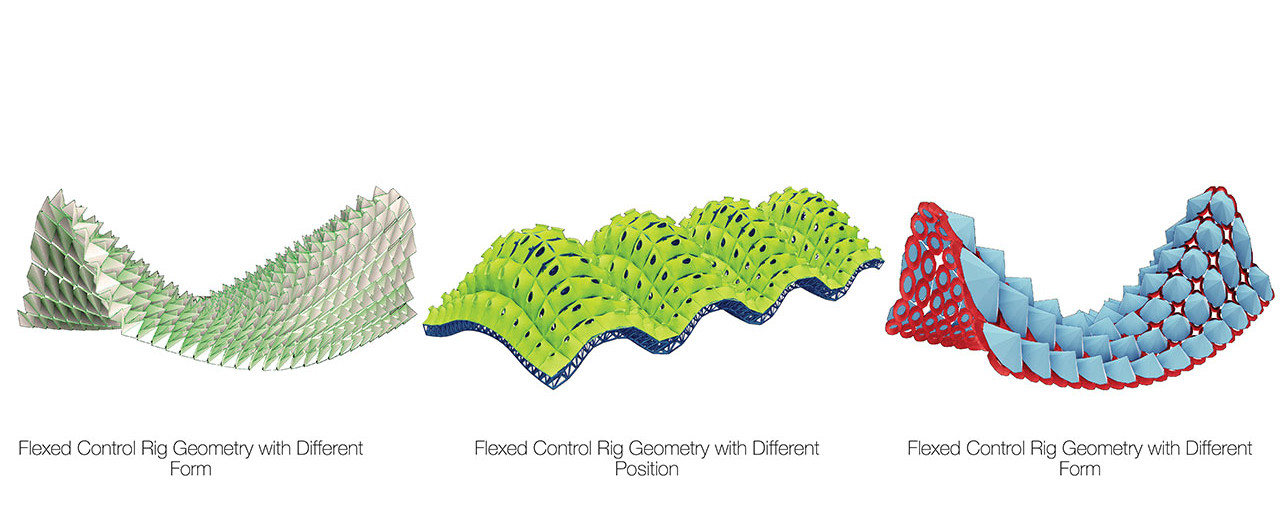 Flexed Control Rig Geometry with Different
Form
Flexed Control Rig Geometry with Different
Position
Flexed Control Rig Geometry with Different
Form